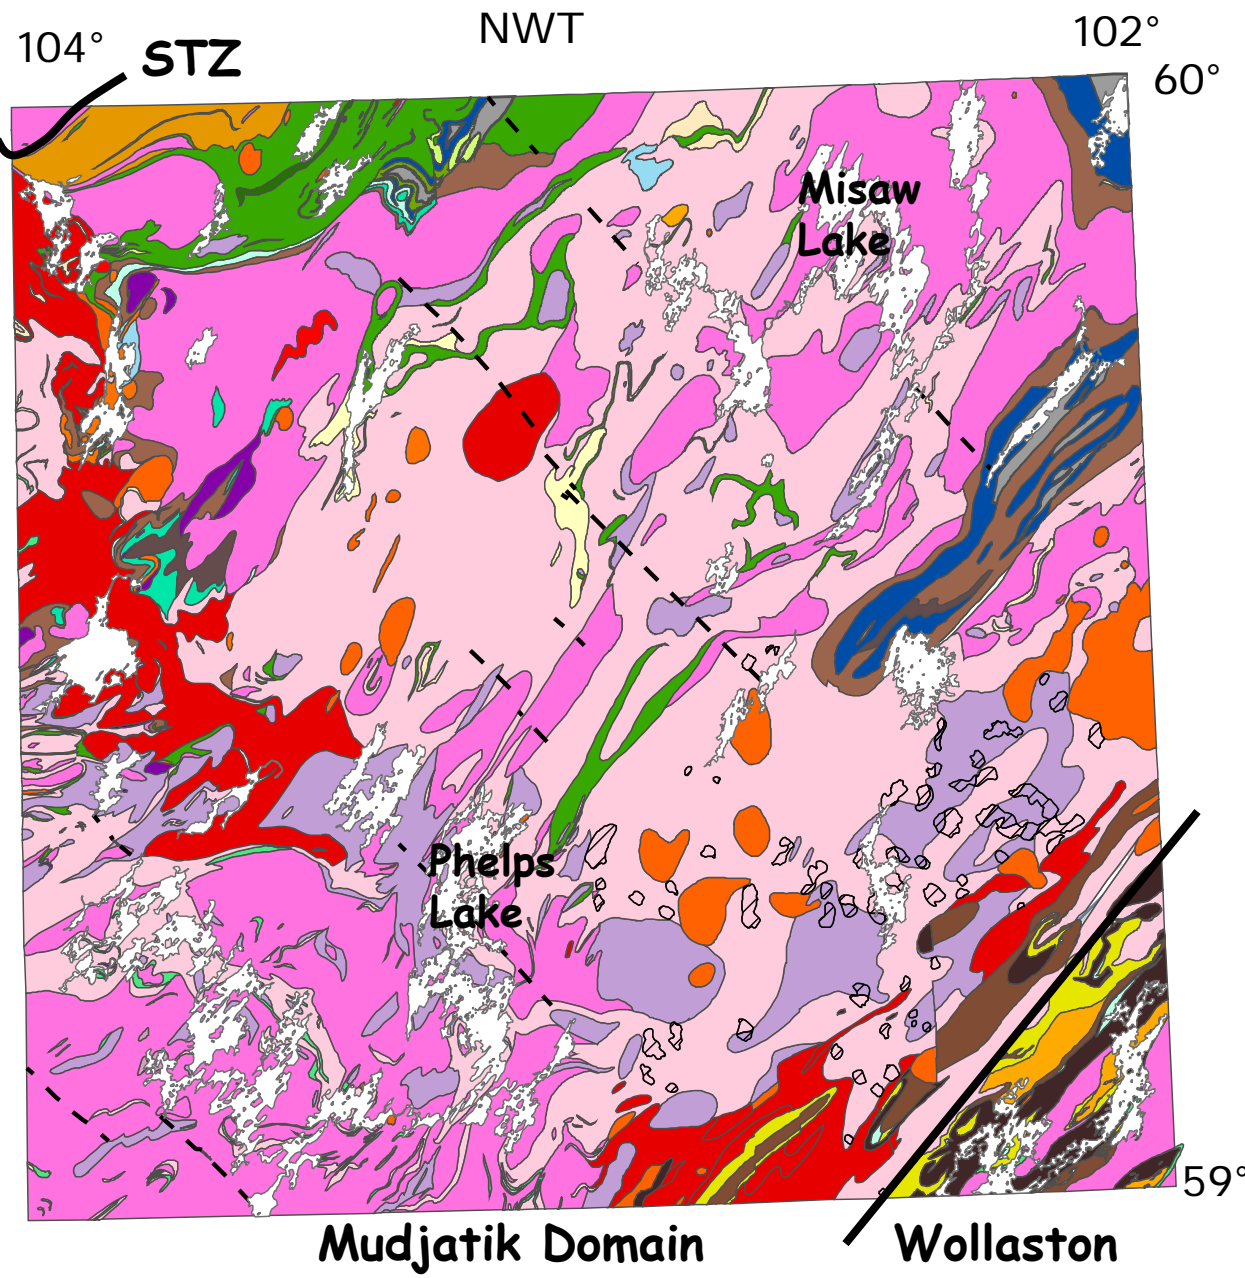 NWT
102°
104°
STZ
60°
Misaw
Lake
Phelps
Lake
59°
Mudjatik Domain
Wollaston